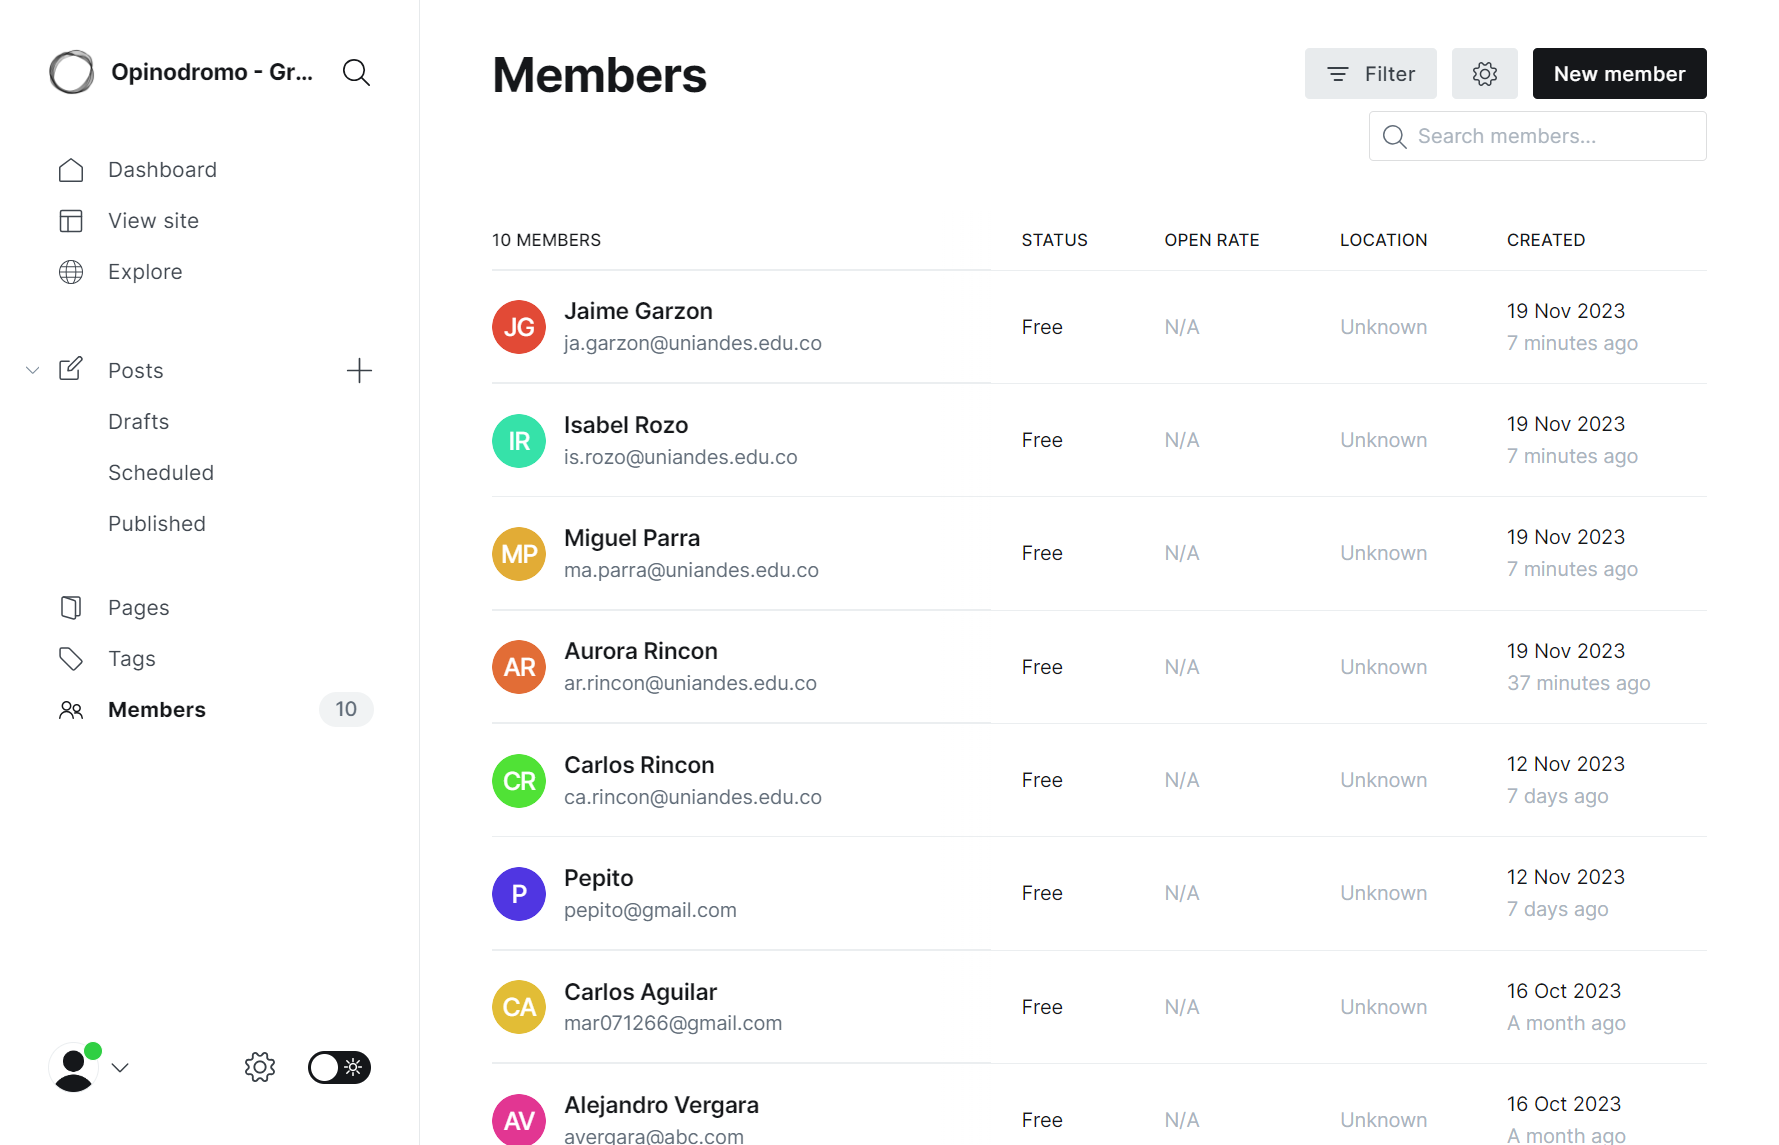 Opinodromo - Gr...
Dashboard
View site
Explore
Posts
Drafts
Scheduled
Published
Pages
Tags
Members 10
Members
Filter
New member
Search members...
10 MEMBERS STATUS OPEN RATE LOCATION CREATED
JG Jaime Garzon
ja.garzon@uniandes.edu.co
Free N/A Unknown
19 Nov 2023
7 minutes ago
IR Isabel Rozo
is.rozo@uniandes.edu.co
Free N/A Unknown
19 Nov 2023
7 minutes ago
MP Miguel Parra
ma.parra@uniandes.edu.co
Free N/A Unknown
19 Nov 2023
7 minutes ago
AR Aurora Rincon
ar.rincon@uniandes.edu.co
Free N/A Unknown
19 Nov 2023
37 minutes ago
CR Carlos Rincon
ca.rincon@uniandes.edu.co
Free N/A Unknown
12 Nov 2023
7 days ago
P Pepito
pepito@gmail.com
Free N/A Unknown
12 Nov 2023
7 days ago
CA Carlos Aguilar
mar071266@gmail.com
Free N/A Unknown
16 Oct 2023
A month ago
AV Alejandro Vergara
avergara@abc.com
Free N/A Unknown
16 Oct 2023
A month ago